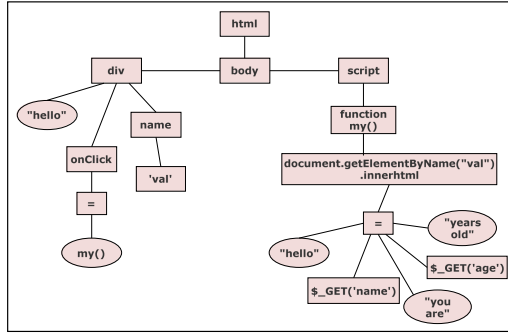 html
div
body
script
"hello"
name
function
my()
onClick
'val'
document.getElementByName("val")
.innerhtml
=
=
"years
old"
my()
"hello"
$_GET('age')
$_GET('name')
"you
are"